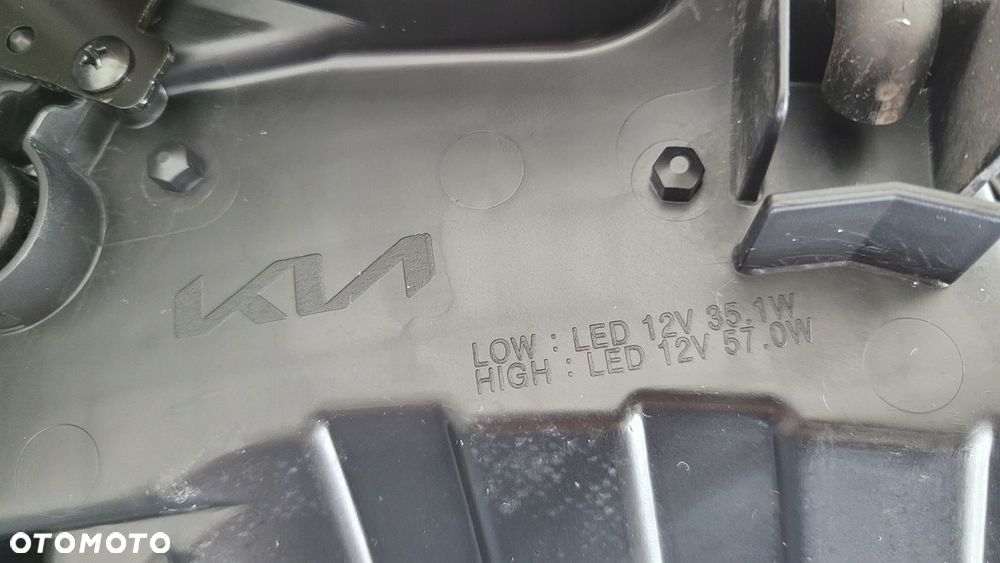 KIA
LOW : LED 12V 35.1W
HIGH : LED 12V 57.0W
OTOMOTO